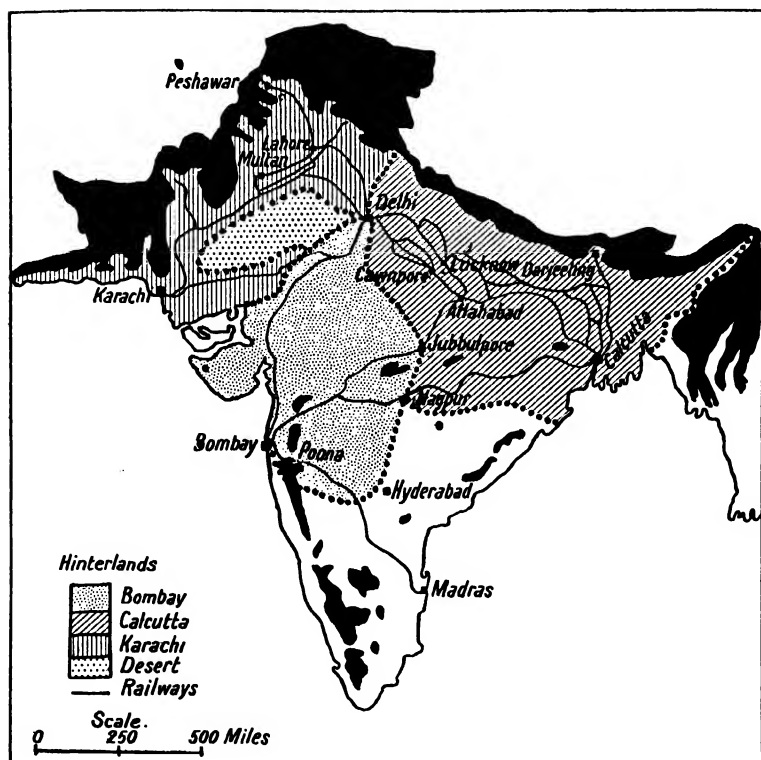 Peshawar
Lahore
Multan
Delhi
Lucknow
Darjeeling
Cawnpore
Karachi
Allahabad
Jubbulpore
Calcutta
Nagpur
Bombay
Poona
Hyderabad
Madras
Hinterlands
Bombay
Calcutta
Karachi
Desert
Railways
Scale.
0 250 500 Miles